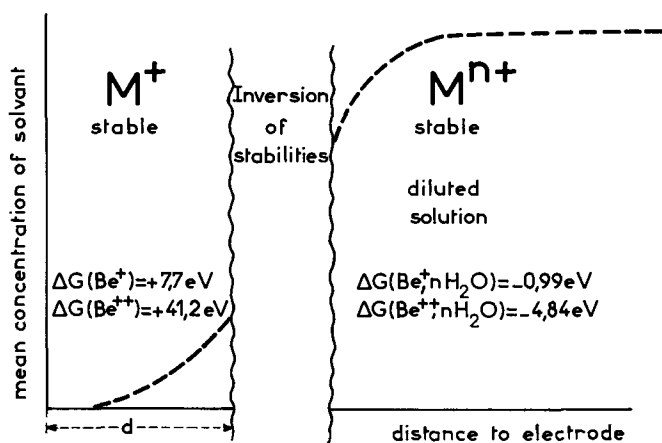 mean concentration of solvant
M+
stable
ΔG(Be+)=+7,7eV
ΔG(Be++)=+41,2eV
Inversion
of
stabilities
Mn+
stable
diluted
solution
ΔG(Be+,nH2O)=-0,99eV
ΔG(Be++,nH2O)=-4,84eV
d
distance to electrode